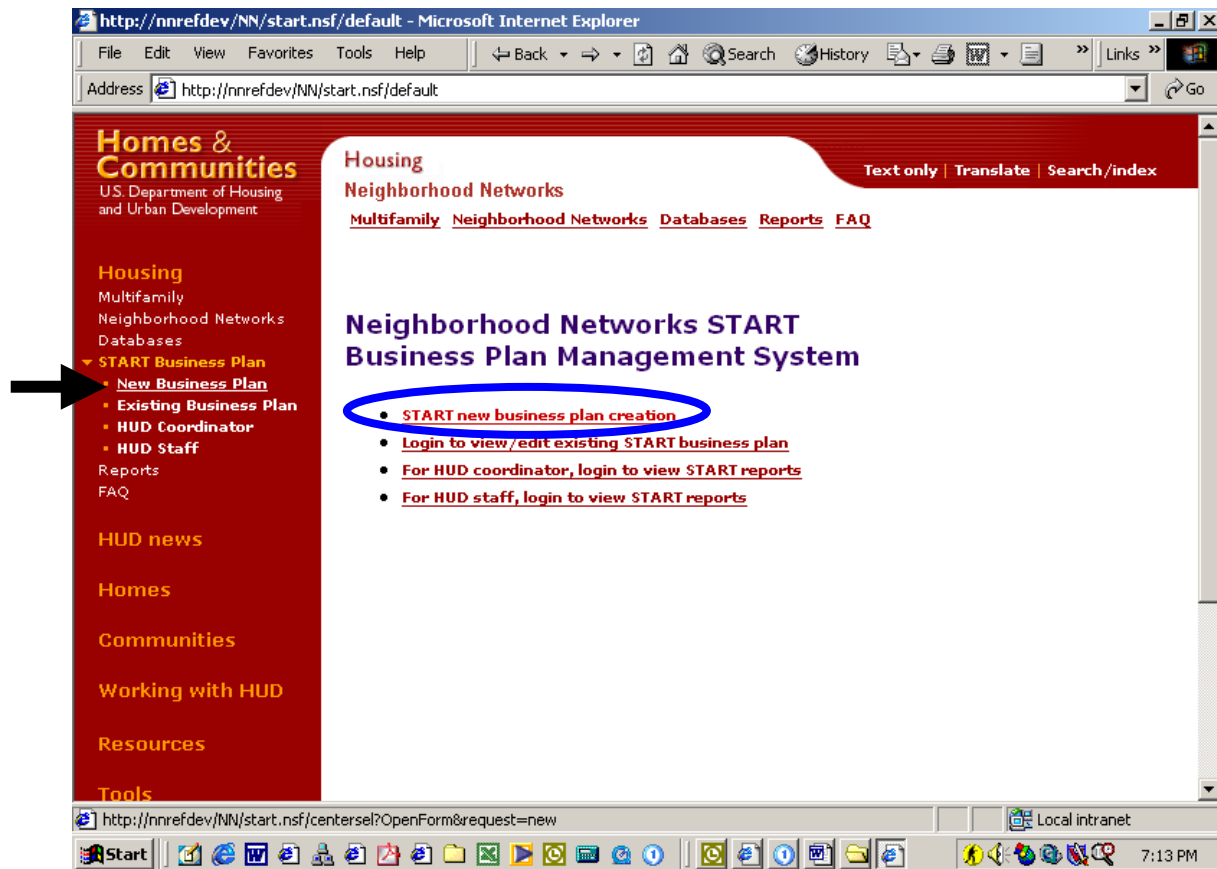 http://nnrefdev/NN/start.nsf/default - Microsoft Internet Explorer
File Edit View Favorites Tools Help Back Search History » Links »
Address http://nnrefdev/NN/start.nsf/default Go
Homes &
Communities
U.S. Department of Housing
and Urban Development
Housing
Neighborhood Networks
Text only | Translate | Search/index
Multifamily Neighborhood Networks Databases Reports FAQ
Housing
Multifamily
Neighborhood Networks
Databases
START Business Plan
New Business Plan
Existing Business Plan
HUD Coordinator
HUD Staff
Reports
FAQ
HUD news
Homes
Communities
Working with HUD
Resources
Tools
Neighborhood Networks START
Business Plan Management System
START new business plan creation
Login to view/edit existing START business plan
For HUD coordinator, login to view START reports
For HUD staff, login to view START reports
http://nnrefdev/NN/start.nsf/centersel?OpenForm&request=new Local intranet
Start 7:13 PM